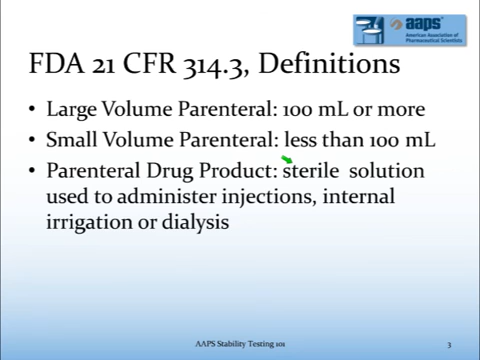 aaps
American Association of
Pharmaceutical Scientists
FDA 21 CFR 314.3, Definitions
• Large Volume Parenteral: 100 mL or more
• Small Volume Parenteral: less than 100 mL
• Parenteral Drug Product: sterile solution
used to administer injections, internal
irrigation or dialysis
AAPS Stability Testing 101
3